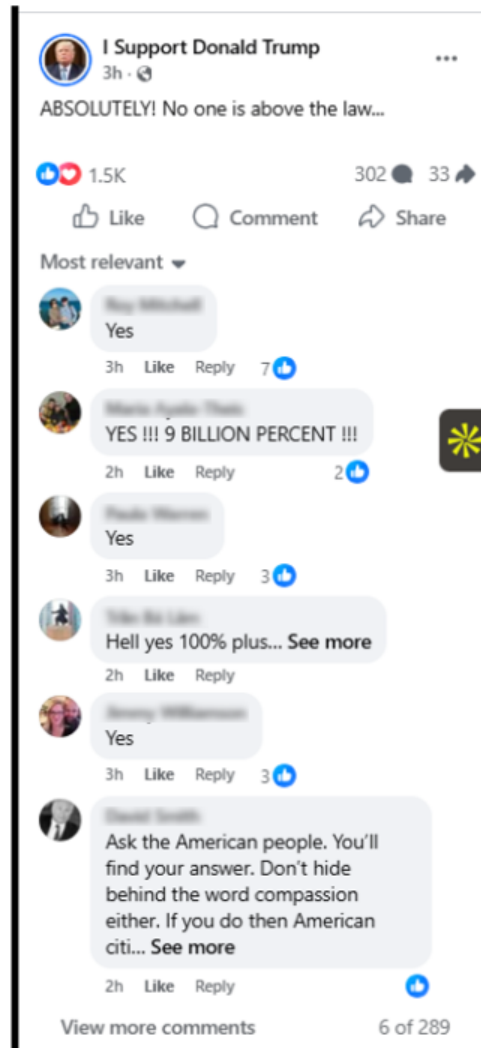 I Support Donald Trump
3h ·
ABSOLUTELY! No one is above the law...
1.5K
302
33
Like
Comment
Share
Most relevant
Yes
3h Like Reply 7
YES !!! 9 BILLION PERCENT !!!
2h Like Reply 2
Yes
3h Like Reply 3
Hell yes 100% plus... See more
2h Like Reply
Yes
3h Like Reply 3
Ask the American people. You'll
find your answer. Don't hide
behind the word compassion
either. If you do then American
citi... See more
2h Like Reply
View more comments 6 of 289